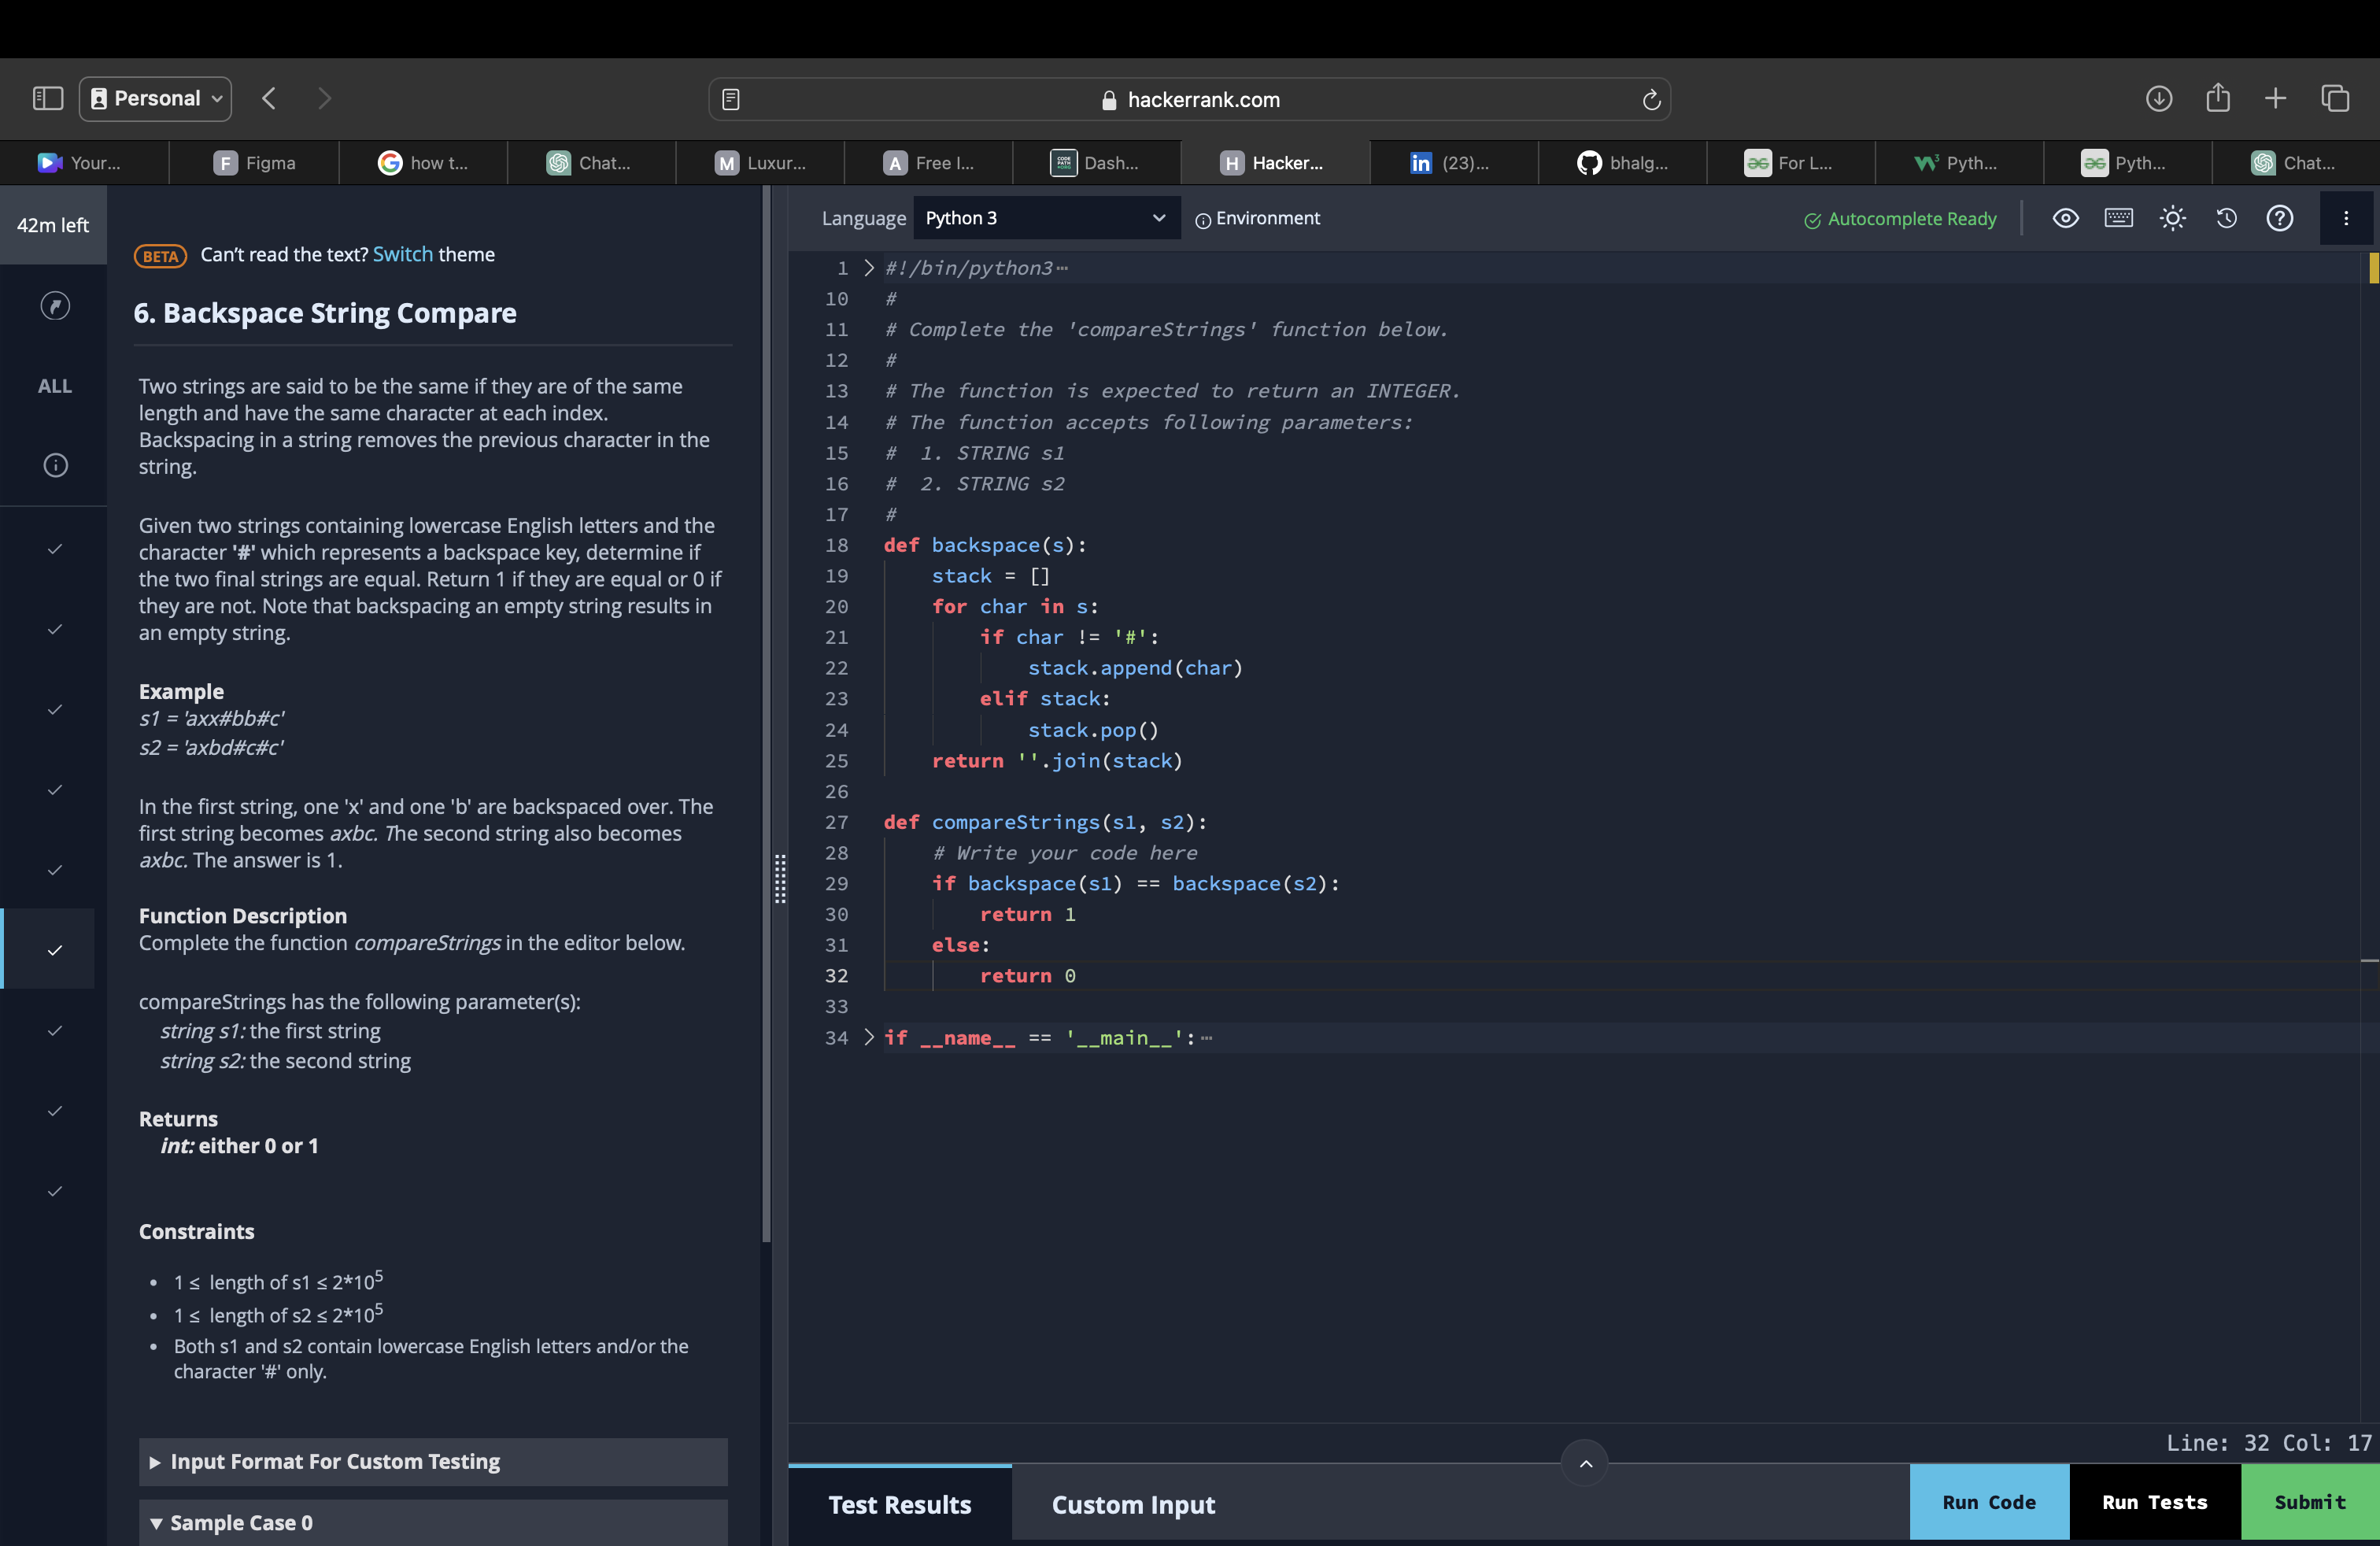 Personal
hackerrank.com
Your...
F Figma
how t...
Chat...
M Luxur...
A Free I...
CODE PATH Dash...
H Hacker...
in (23)...
bhalg...
For L...
Pyth...
Pyth...
Chat...
42m left
ALL
BETA Can't read the text? Switch theme
6. Backspace String Compare
Two strings are said to be the same if they are of the same
length and have the same character at each index.
Backspacing in a string removes the previous character in the
string.
Given two strings containing lowercase English letters and the
character '#' which represents a backspace key, determine if
the two final strings are equal. Return 1 if they are equal or 0 if
they are not. Note that backspacing an empty string results in
an empty string.
Example
s1 = 'axx#bb#c'
s2 = 'axbd#c#c'
In the first string, one 'x' and one 'b' are backspaced over. The
first string becomes axbc. The second string also becomes
axbc. The answer is 1.
Function Description
Complete the function compareStrings in the editor below.
compareStrings has the following parameter(s):
string s1: the first string
string s2: the second string
Returns
int: either 0 or 1
Constraints
• 1 ≤ length of s1 ≤ 2*10^5
• 1 ≤ length of s2 ≤ 2*10^5
• Both s1 and s2 contain lowercase English letters and/or the
character '#' only.
Input Format For Custom Testing
Sample Case 0
Language Python 3 Environment
Autocomplete Ready
1 #!/bin/python3
10 #
11 # Complete the 'compareStrings' function below.
12 #
13 # The function is expected to return an INTEGER.
14 # The function accepts following parameters:
15 #  1. STRING s1
16 #  2. STRING s2
17 #
18 def backspace(s):
19     stack = []
20     for char in s:
21         if char != '#':
22             stack.append(char)
23         elif stack:
24             stack.pop()
25     return ''.join(stack)
26
27 def compareStrings(s1, s2):
28     # Write your code here
29     if backspace(s1) == backspace(s2):
30         return 1
31     else:
32         return 0
33
34 if __name__ == '__main__':
Line: 32 Col: 17
Test Results
Custom Input
Run Code
Run Tests
Submit